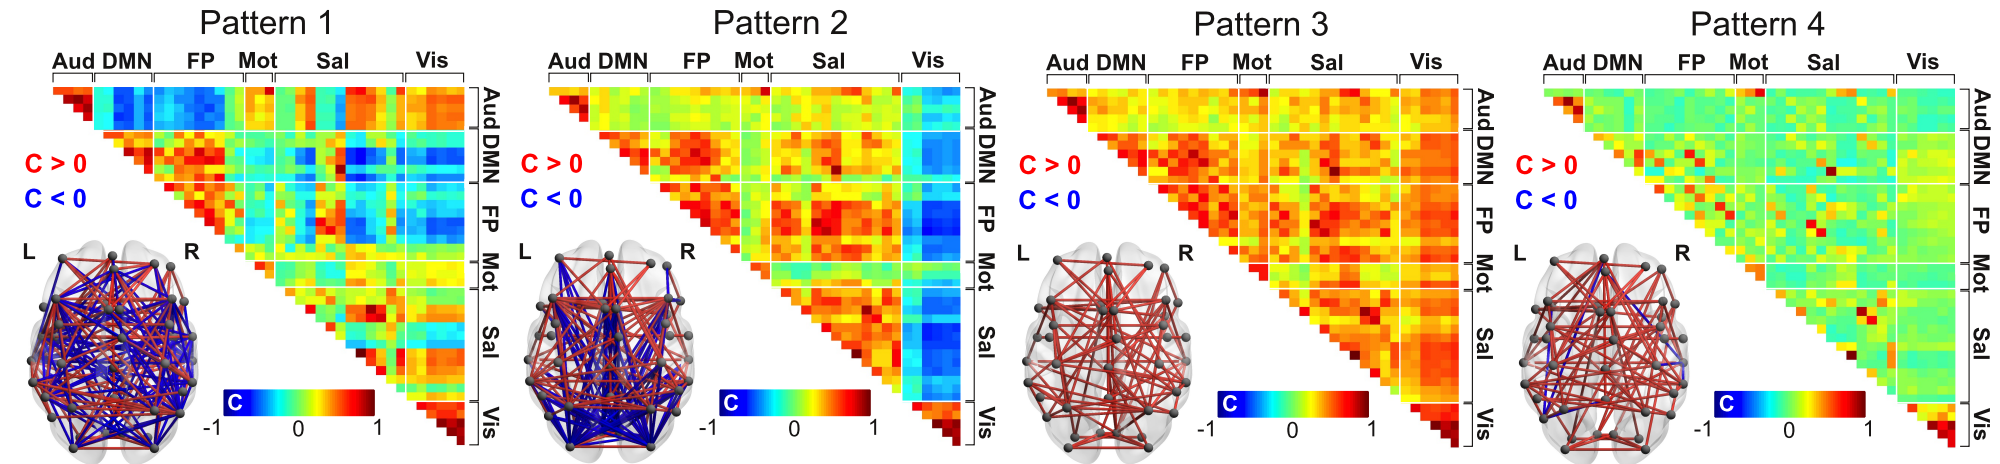 Pattern 1
Aud DMN FP Mot Sal Vis
Aud
DMN
FP
Mot
Sal
Vis
C > 0
C < 0
L R
C
-1 0 1
Pattern 2
Aud DMN FP Mot Sal Vis
Aud
DMN
FP
Mot
Sal
Vis
C > 0
C < 0
L R
C
-1 0 1
Pattern 3
Aud DMN FP Mot Sal Vis
Aud
DMN
FP
Mot
Sal
Vis
C > 0
C < 0
L R
C
-1 0 1
Pattern 4
Aud DMN FP Mot Sal Vis
Aud
DMN
FP
Mot
Sal
Vis
C > 0
C < 0
L R
C
-1 0 1